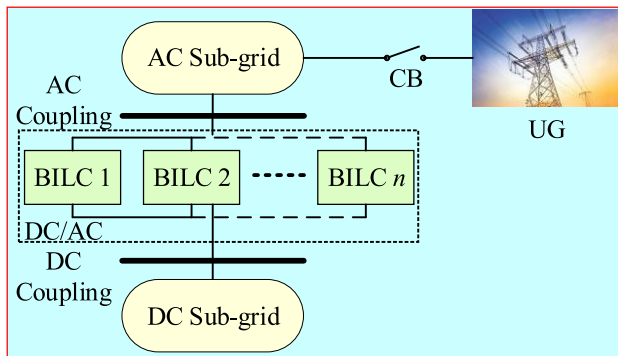 AC Sub-grid
CB
UG
AC
Coupling
BILC 1
BILC 2
BILC n
DC/AC
DC
Coupling
DC Sub-grid